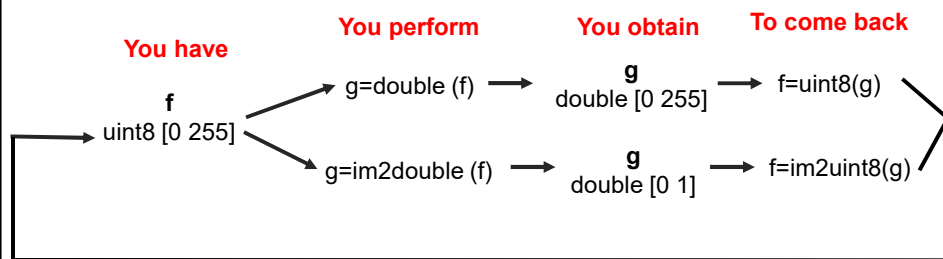 You have
You perform
You obtain
To come back
f
uint8 [0 255]
g=double (f)
g
double [0 255]
f=uint8(g)
g=im2double (f)
g
double [0 1]
f=im2uint8(g)